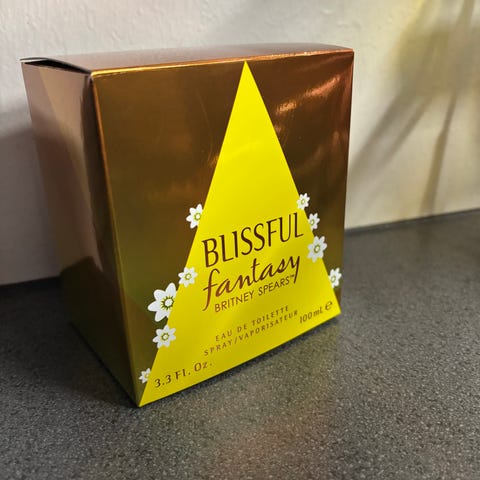 BLISSFUL
fantasy
BRITNEY SPEARS™
EAU DE TOILETTE
SPRAY/VAPORISATEUR
3.3 Fl. Oz. 100 mL ℮